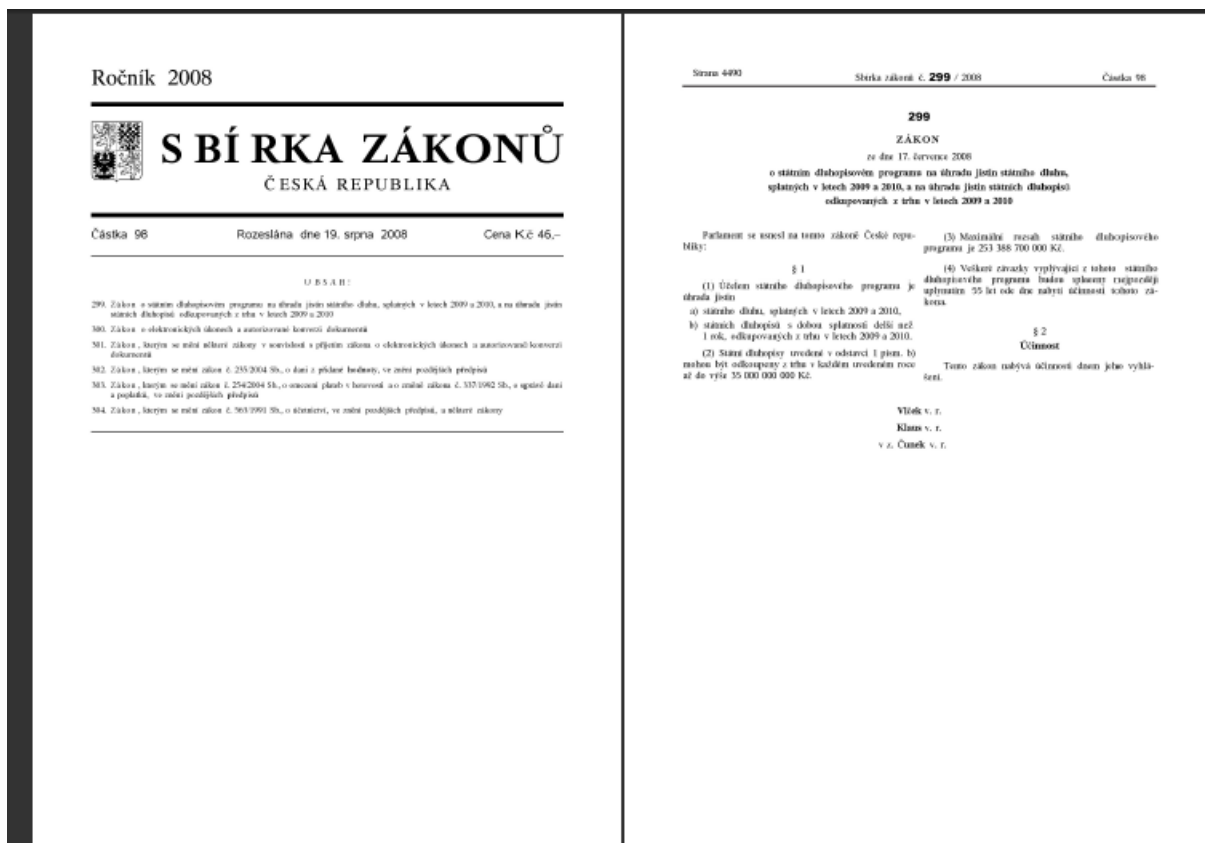 Ročník 2008
SBÍRKA ZÁKONŮ
ČESKÁ REPUBLIKA
Částka 98 Rozeslána dne 19. srpna 2008 Cena Kč 46,–
OBSAH:
299. Zákon o státním dluhopisovém programu na úhradu jistin státního dluhu, splatných v letech 2009 a 2010, a na úhradu jistin
státních dluhopisů odkupovaných z trhu v letech 2009 a 2010
300. Zákon o elektronických úkonech a autorizované konverzi dokumentů
301. Zákon, kterým se mění některé zákony v souvislosti s přijetím zákona o elektronických úkonech a autorizované konverzi
dokumentů
302. Zákon, kterým se mění zákon č. 235/2004 Sb., o dani z přidané hodnoty, ve znění pozdějších předpisů
303. Zákon, kterým se mění zákon č. 254/2004 Sb., o omezení plateb v hotovosti a o změně zákona č. 337/1992 Sb., o správě daní
a poplatků, ve znění pozdějších předpisů
304. Zákon, kterým se mění zákon č. 563/1991 Sb., o účetnictví, ve znění pozdějších předpisů, a některé zákony
Strana 4490 Sbírka zákonů č. 299 / 2008 Částka 98
299
ZÁKON
ze dne 17. července 2008
o státním dluhopisovém programu na úhradu jistin státního dluhu,
splatných v letech 2009 a 2010, a na úhradu jistin státních dluhopisů
odkupovaných z trhu v letech 2009 a 2010
Parlament se usnesl na tomto zákoně České repu-
bliky:
§ 1
(1) Účelem státního dluhopisového programu je
úhrada jistin
a) státního dluhu, splatných v letech 2009 a 2010,
b) státních dluhopisů s dobou splatnosti delší než
1 rok, odkupovaných z trhu v letech 2009 a 2010.
(2) Státní dluhopisy uvedené v odstavci 1 písm. b)
mohou být odkoupeny z trhu v každém uvedeném roce
až do výše 35 000 000 000 Kč.
(3) Maximální rozsah státního dluhopisového
programu je 253 388 700 000 Kč.
(4) Veškeré závazky vyplývající z tohoto státního
dluhopisového programu budou splaceny nejpozději
uplynutím 55 let ode dne nabytí účinnosti tohoto zá-
kona.
§ 2
Účinnost
Tento zákon nabývá účinnosti dnem jeho vyhlá-
šení.
Vlček v. r.
Klaus v. r.
v z. Čunek v. r.